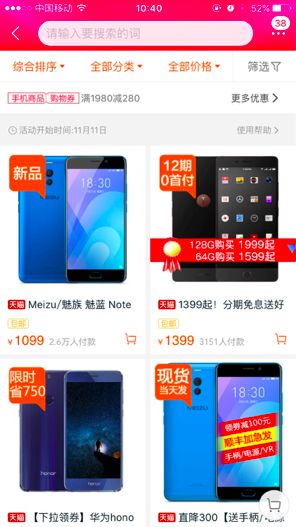 中国移动 10:40 52%
请输入要搜索的词 38
综合排序 全部分类 全部价格 筛选
手机商品 购物券 满1980减280 更多优惠
活动开始时间:11月11日 使用帮助
新品
18:30
MEIZU
天猫 Meizu/魅族 魅蓝 Note
包邮
¥1099 2.6万人付款
12期
0首付
128G购买 1999起
64G购买 1599起
天猫 1399起！分期免息送好
包邮
¥1399 3151人付款
限时
省750
honor
honor
天猫 【下拉领券】华为hono
现货
当天发
18:30
MEIZU
领券减100元
顺丰加急发
手柄/电源/VR
天猫 直降300【送手柄/电源